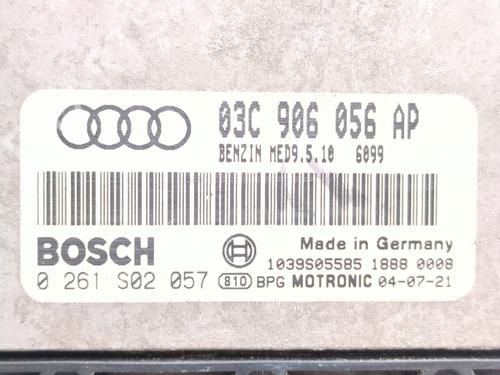 03C 906 056 AP
BENZIN MED9.5.10 6099
BOSCH
Made in Germany
1039S05585 1888 0008
0 261 S02 057 810 BPG MOTRONIC 04-07-21